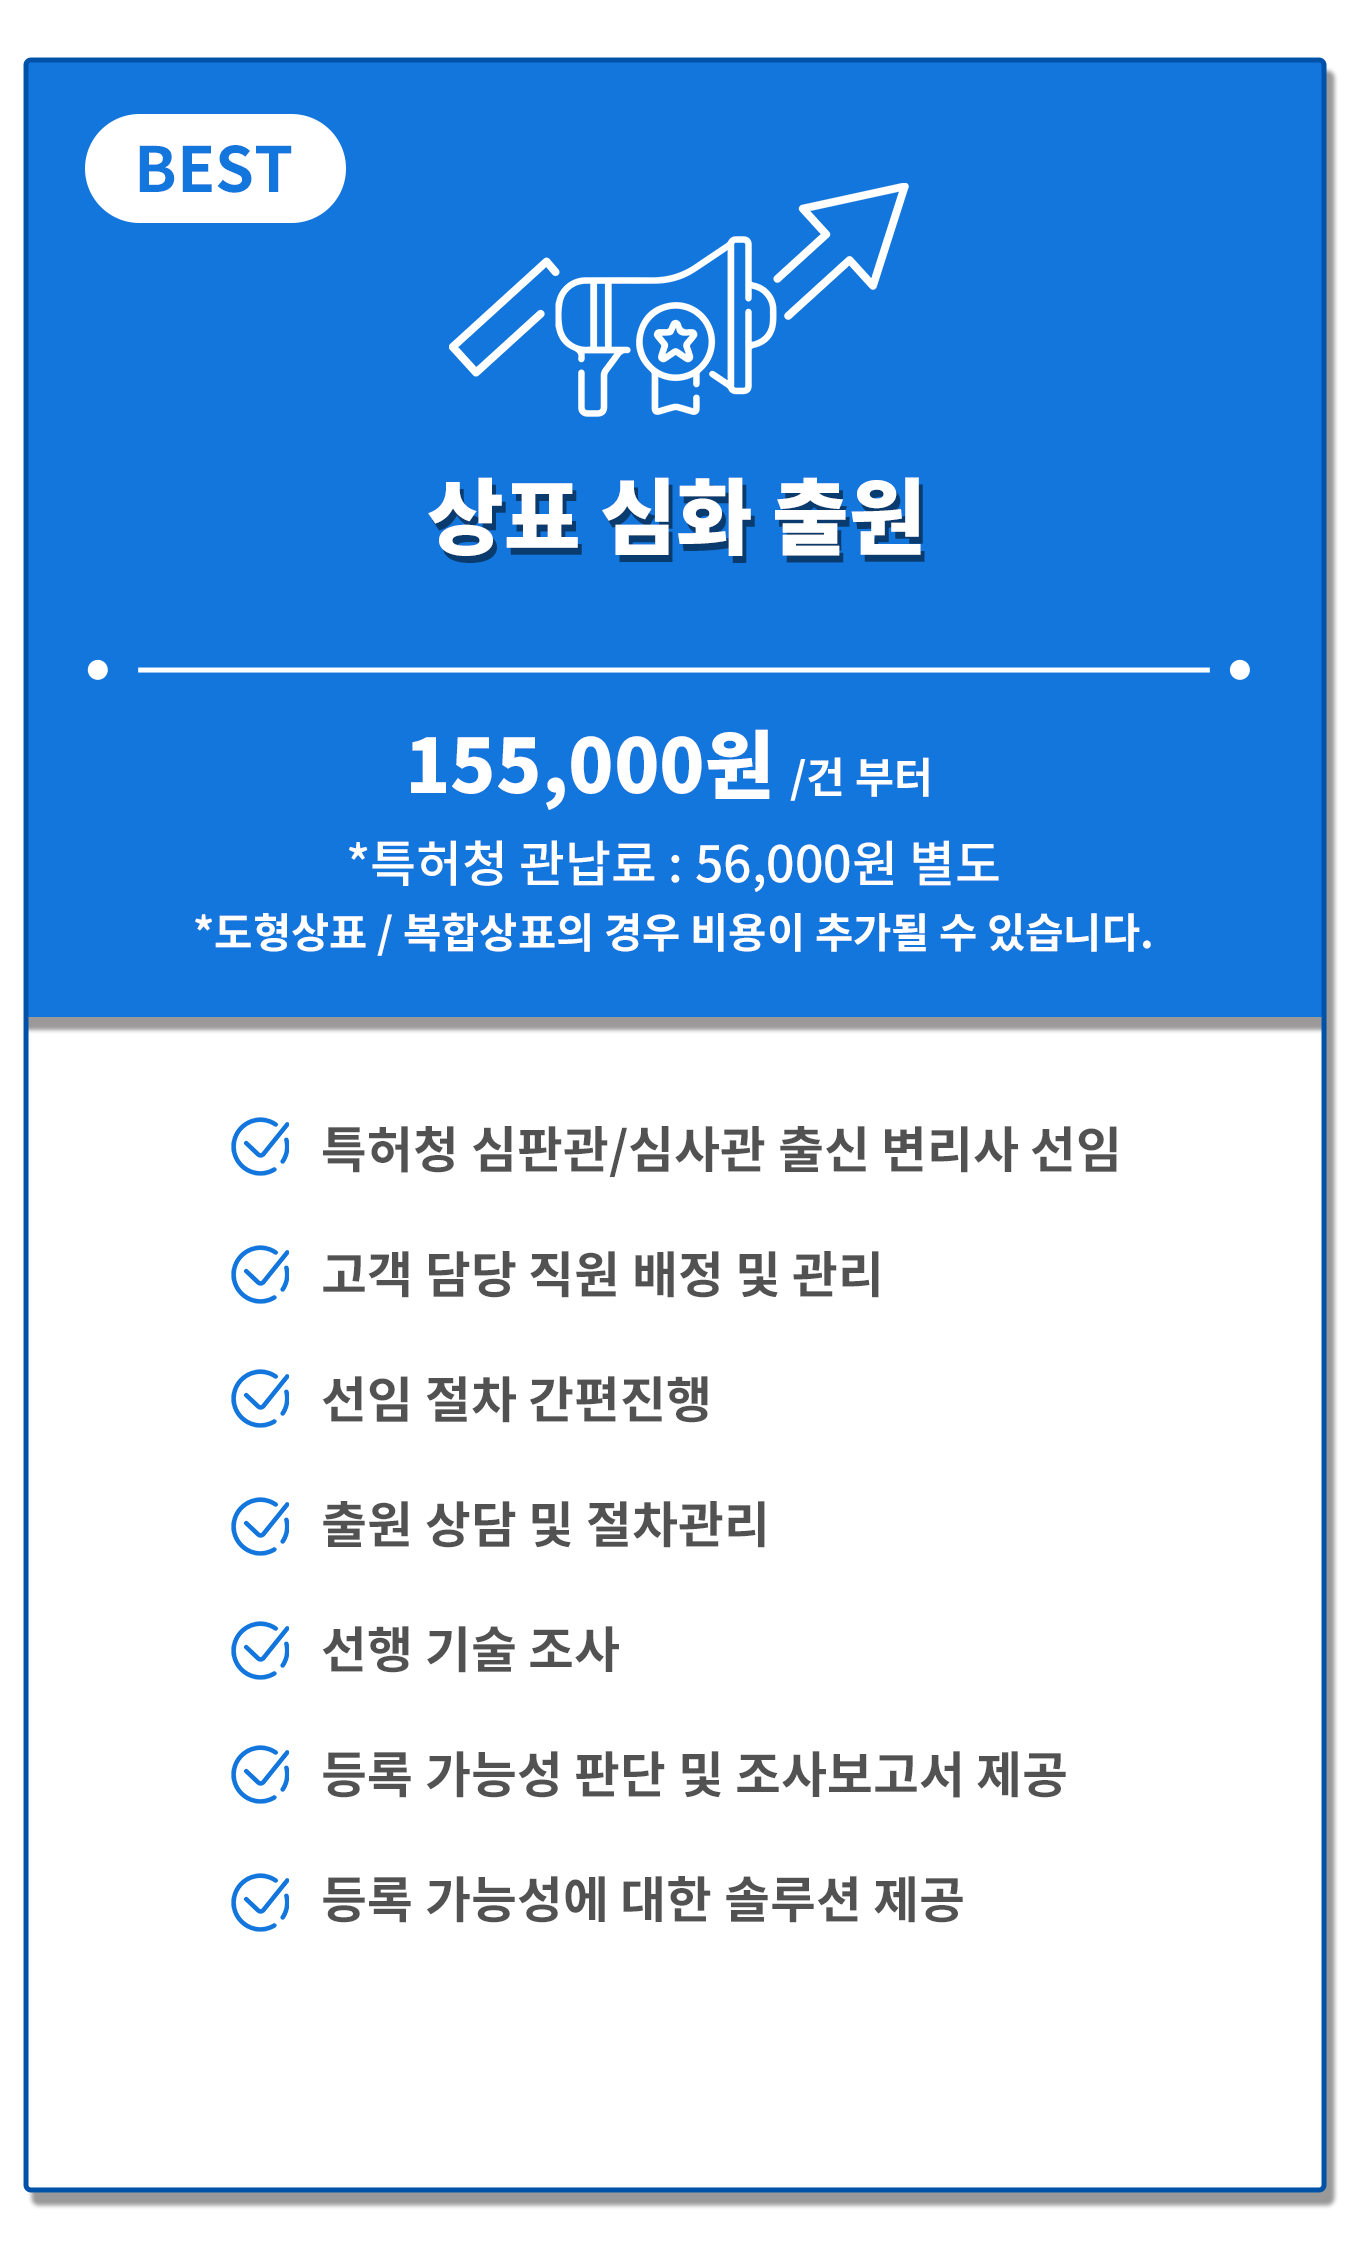 BEST
상표 심화 출원
155,000원 /건 부터
*특허청 관납료 : 56,000원 별도
*도형상표 / 복합상표의 경우 비용이 추가될 수 있습니다.
특허청 심판관/심사관 출신 변리사 선임
고객 담당 직원 배정 및 관리
선임 절차 간편진행
출원 상담 및 절차관리
선행 기술 조사
등록 가능성 판단 및 조사보고서 제공
등록 가능성에 대한 솔루션 제공